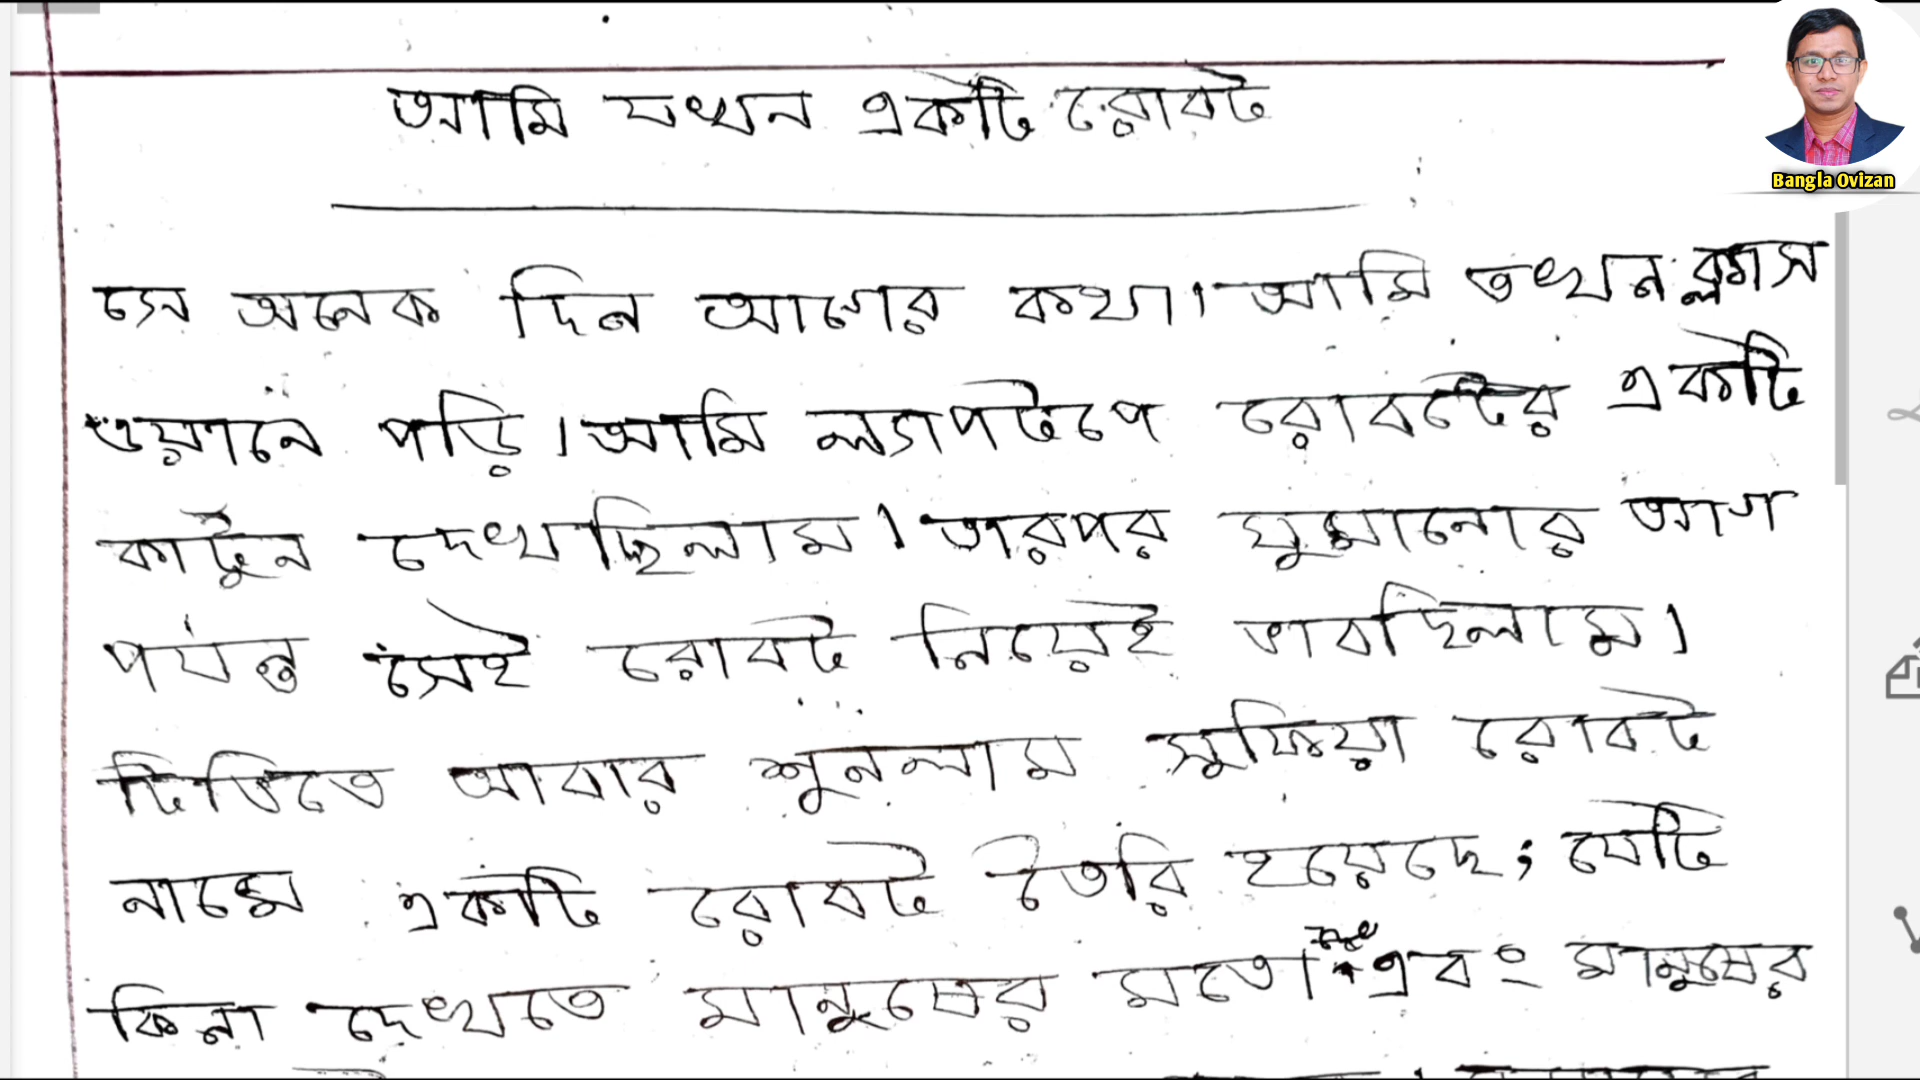 আমি যখন একটি রোবট
Bangla Ovizan
সে অনেক দিন আগের কথা। আমি তখন ক্লাস
ওয়ানে পড়ি। আমি ল্যাপটপে রোবটের একটি
কার্টুন দেখেছিলাম। তারপর ঘুমানোর আগ
পর্যন্ত সেই রোবট নিয়েই ভাবছিলাম।
টিভিতে আবার শুনলাম সুফিয়া রোবট
নামে একটি রোবট তৈরি হয়েছে; যেটি
কিনা দেখতে মানুষের মতো এবং মানুষের